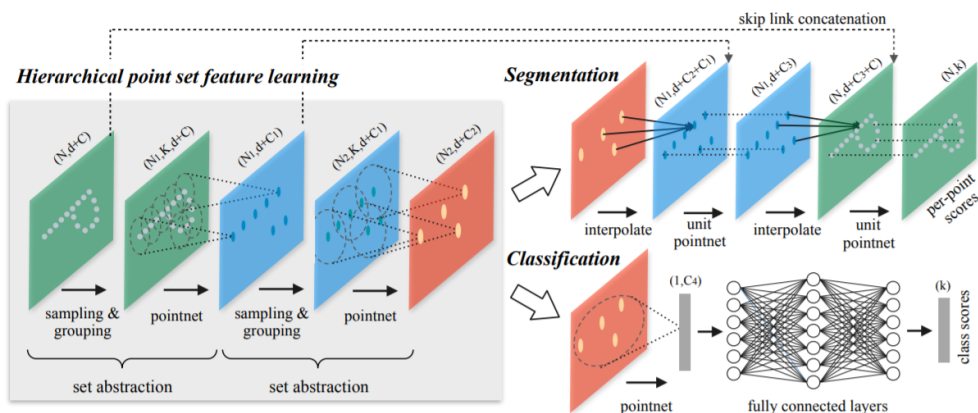 skip link concatenation
Hierarchical point set feature learning
(N,d+C)
(N1,K,d+C)
(N1,d+C1)
(N2,K,d+C1)
(N2,d+C2)
sampling &
grouping
pointnet
sampling &
grouping
pointnet
set abstraction
set abstraction
Segmentation
(N1,d+C2+C1)
(N1,d+C3)
(N,d+C3+C)
(N,k)
per-point
scores
interpolate
unit
pointnet
interpolate
unit
pointnet
Classification
(1,C4)
(k)
class scores
pointnet
fully connected layers